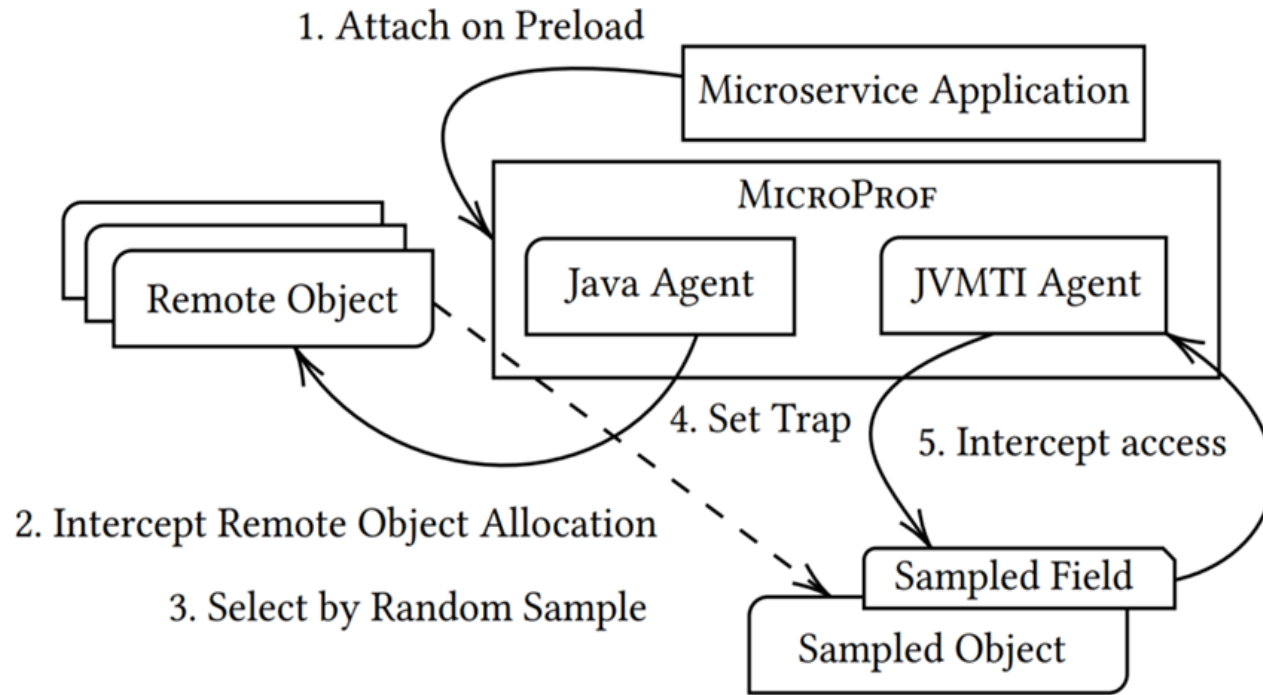 1. Attach on Preload
Microservice Application
MICROPROF
Java Agent
JVMTI Agent
Remote Object
4. Set Trap
5. Intercept access
2. Intercept Remote Object Allocation
Sampled Field
3. Select by Random Sample
Sampled Object